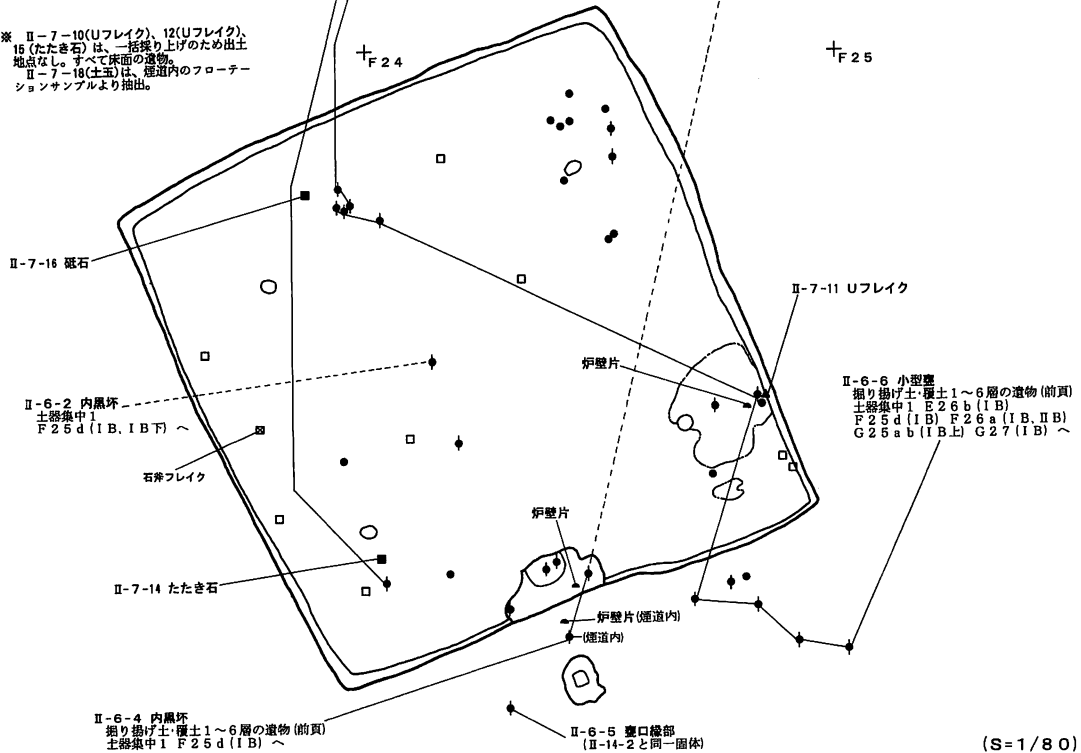 ※ Ⅱ-7-10(Uフレイク)、12(Uフレイク)、
15(たたき石)は、一括採り上げのため出土
地点なし。すべて床面の遺物。
Ⅱ-7-18(土玉)は、煙道内のフローテー
ションサンプルより抽出。
F24
F25
Ⅱ-7-16 砥石
Ⅱ-7-11 Uフレイク
炉壁片
Ⅱ-6-6 小型甕
掘り揚げ土・覆土1～6層の遺物(前頁)
土器集中1 E26b(ⅠB)
F25d(ⅠB) F26a(ⅠB、ⅡB)
G25ab(ⅠB上) G27(ⅠB) へ
Ⅱ-6-2 内黒坏
土器集中1
F25d(ⅠB、ⅠB下) へ
石斧フレイク
炉壁片
Ⅱ-7-14 たたき石
炉壁片(煙道内)
(煙道内)
Ⅱ-6-4 内黒坏
掘り揚げ土・覆土1～6層の遺物(前頁)
土器集中1 F25d(ⅠB) へ
Ⅱ-6-5 甕口縁部
(Ⅱ-14-2と同一固体)
(S=1/80)